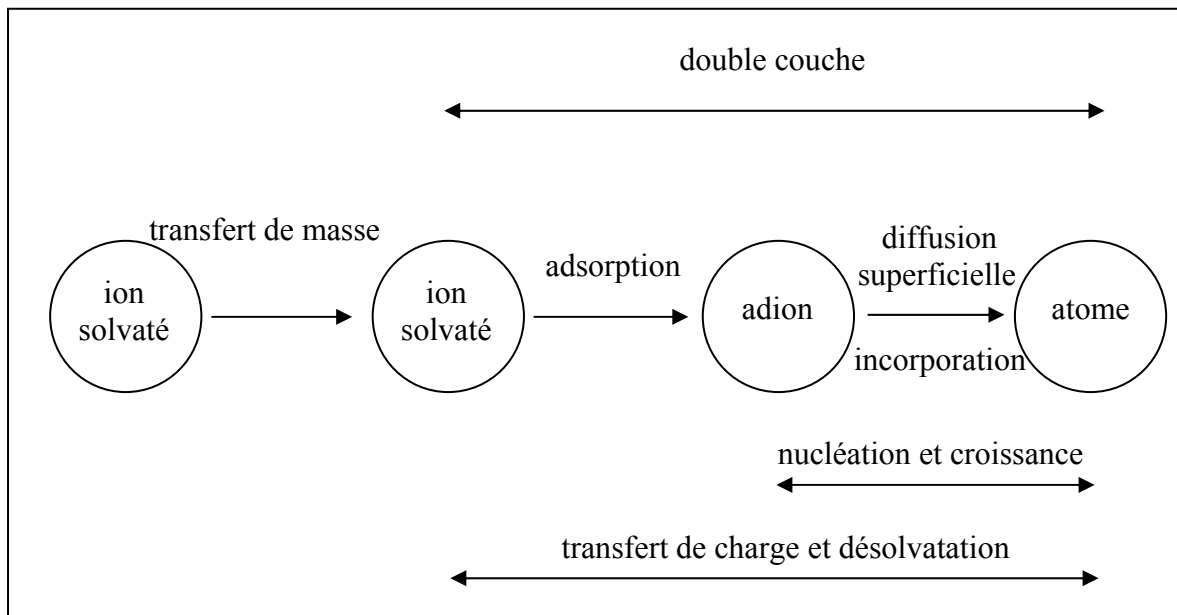 double couche
transfert de masse
ion
solvaté
ion
solvaté
adsorption
adion
diffusion
superficielle
incorporation
atome
nucléation et croissance
transfert de charge et désolvatation